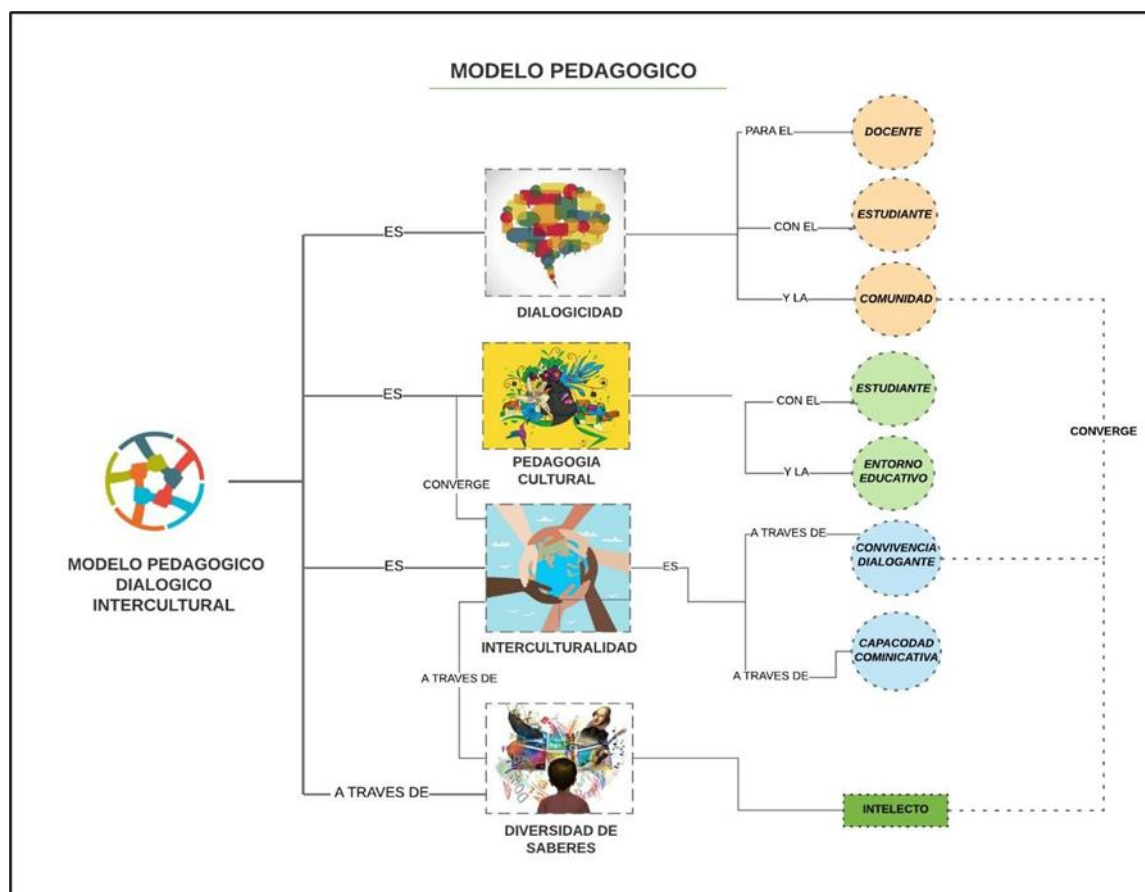 MODELO PEDAGOGICO
PARA EL
DOCENTE
ES
CON EL
ESTUDIANTE
DIALOGICIDAD
Y LA
COMUNIDAD
ES
PEDAGOGIA
CULTURAL
CON EL
ESTUDIANTE
Y LA
ENTORNO
EDUCATIVO
CONVERGE
CONVERGE
MODELO PEDAGOGICO
DIALOGICO
INTERCULTURAL
ES
INTERCULTURALIDAD
ES
A TRAVES DE
CONVIVENCIA
DIALOGANTE
A TRAVES DE
CAPACODAD
COMINICATIVA
A TRAVES DE
A TRAVES DE
DIVERSIDAD DE
SABERES
INTELECTO